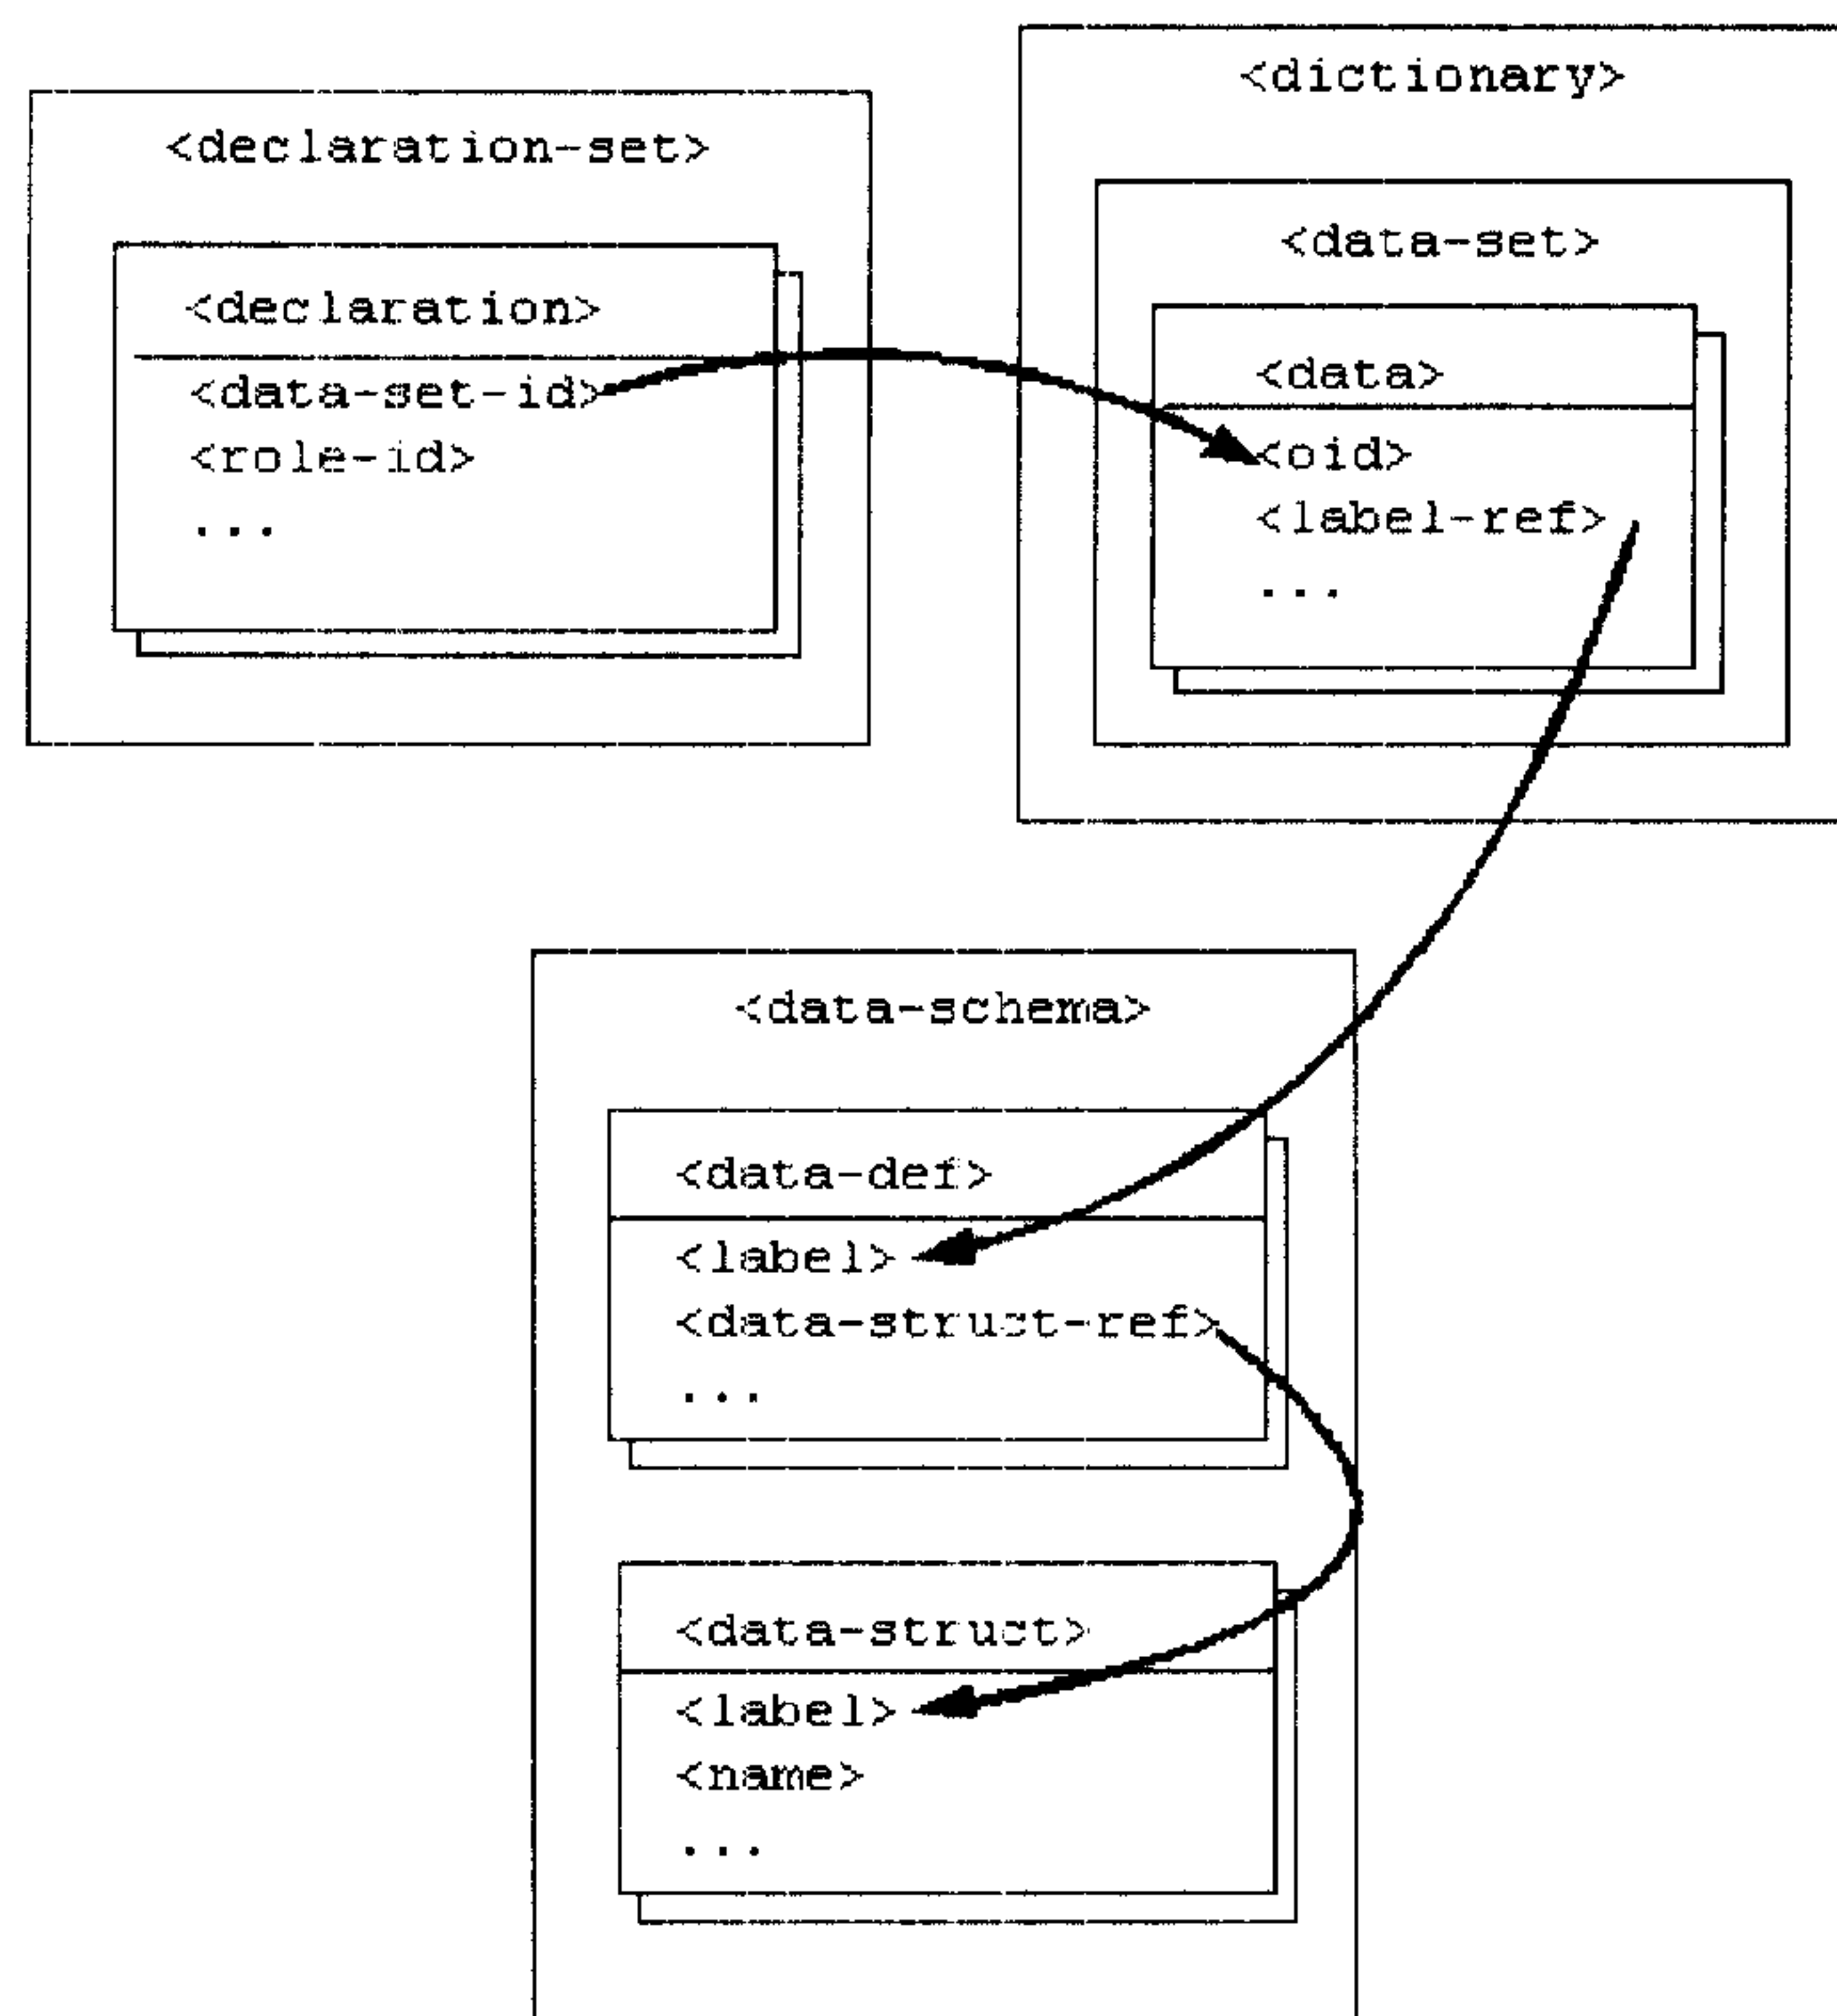 <declaration-set>
<declaration>
<data-set-id>
<role-id>
...
<dictionary>
<data-set>
<data>
<oid>
<label-ref>
...
<data-schema>
<data-def>
<label>
<data-struct-ref>
...
<data-struct>
<label>
<name>
...